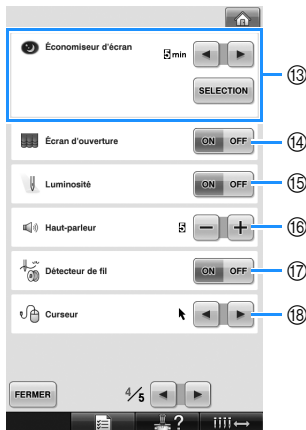 Économiseur d'écran
5 min
SELECTION
⑬
Écran d'ouverture
ON OFF
⑭
Luminosité
ON OFF
⑮
Haut-parleur
5
− +
⑯
Détecteur de fil
ON OFF
⑰
Curseur
⑱
FERMER
4/5
?